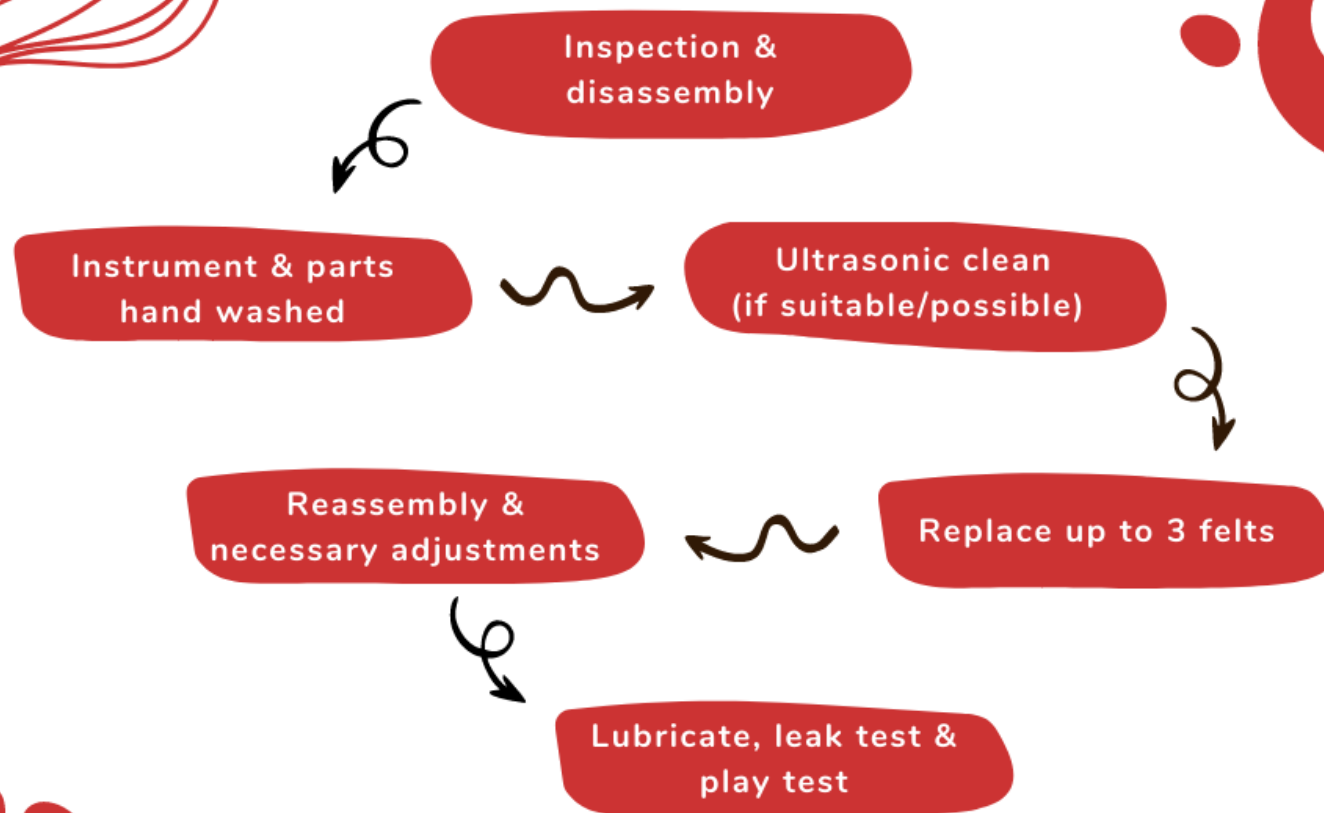 Inspection &
disassembly
Instrument & parts
hand washed
Ultrasonic clean
(if suitable/possible)
Replace up to 3 felts
Reassembly &
necessary adjustments
Lubricate, leak test &
play test